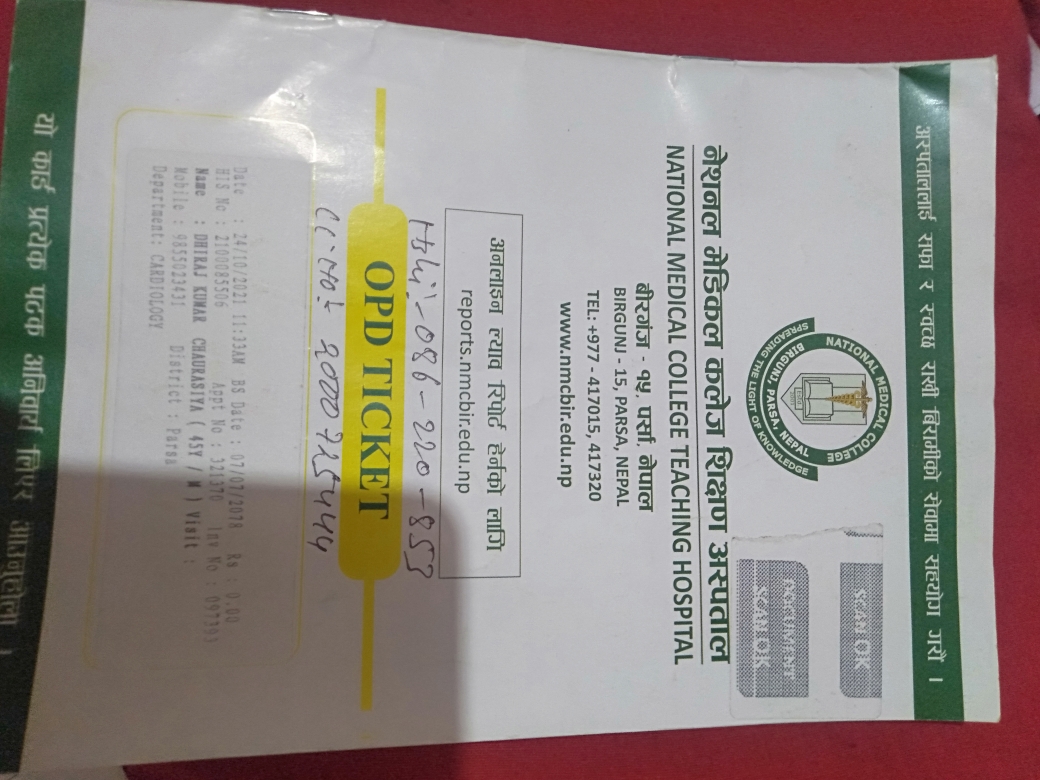 अस्पताललाई सफा र स्वच्छ राखी बिरामीको सेवामा सहयोग गरौं ।
NATIONAL MEDICAL COLLEGE
BIRGUNJ, PARSA, NEPAL
SPREADING THE LIGHT OF KNOWLEDGE
SCAN OK
DOCUMENT
SCAN OK
नेशनल मेडिकल कलेज शिक्षण अस्पताल
NATIONAL MEDICAL COLLEGE TEACHING HOSPITAL
बीरगंज - १५, पर्सा, नेपाल
BIRGUNJ - 15, PARSA, NEPAL
TEL: +977 - 417015, 417320
www.nmcbir.edu.np
अनलाइन ल्याब रिपोर्ट हेर्नको लागि
reports.nmcbir.edu.np
086-220-853
OPD TICKET
Date : 24/10/2021 11:33AM BS Date : 07/07/2078 Rs : 0.00
HIS No : 2100085506 Appt No : 321370 Inv No : 097393
Name : DHIRAJ KUMAR CHAURASIYA ( 45Y / M ) Visit :
Mobile : 9855023431 District : Parsa
Department: CARDIOLOGY
यो कार्ड प्रत्येक पटक अनिवार्य लिएर आउनुहोला ।